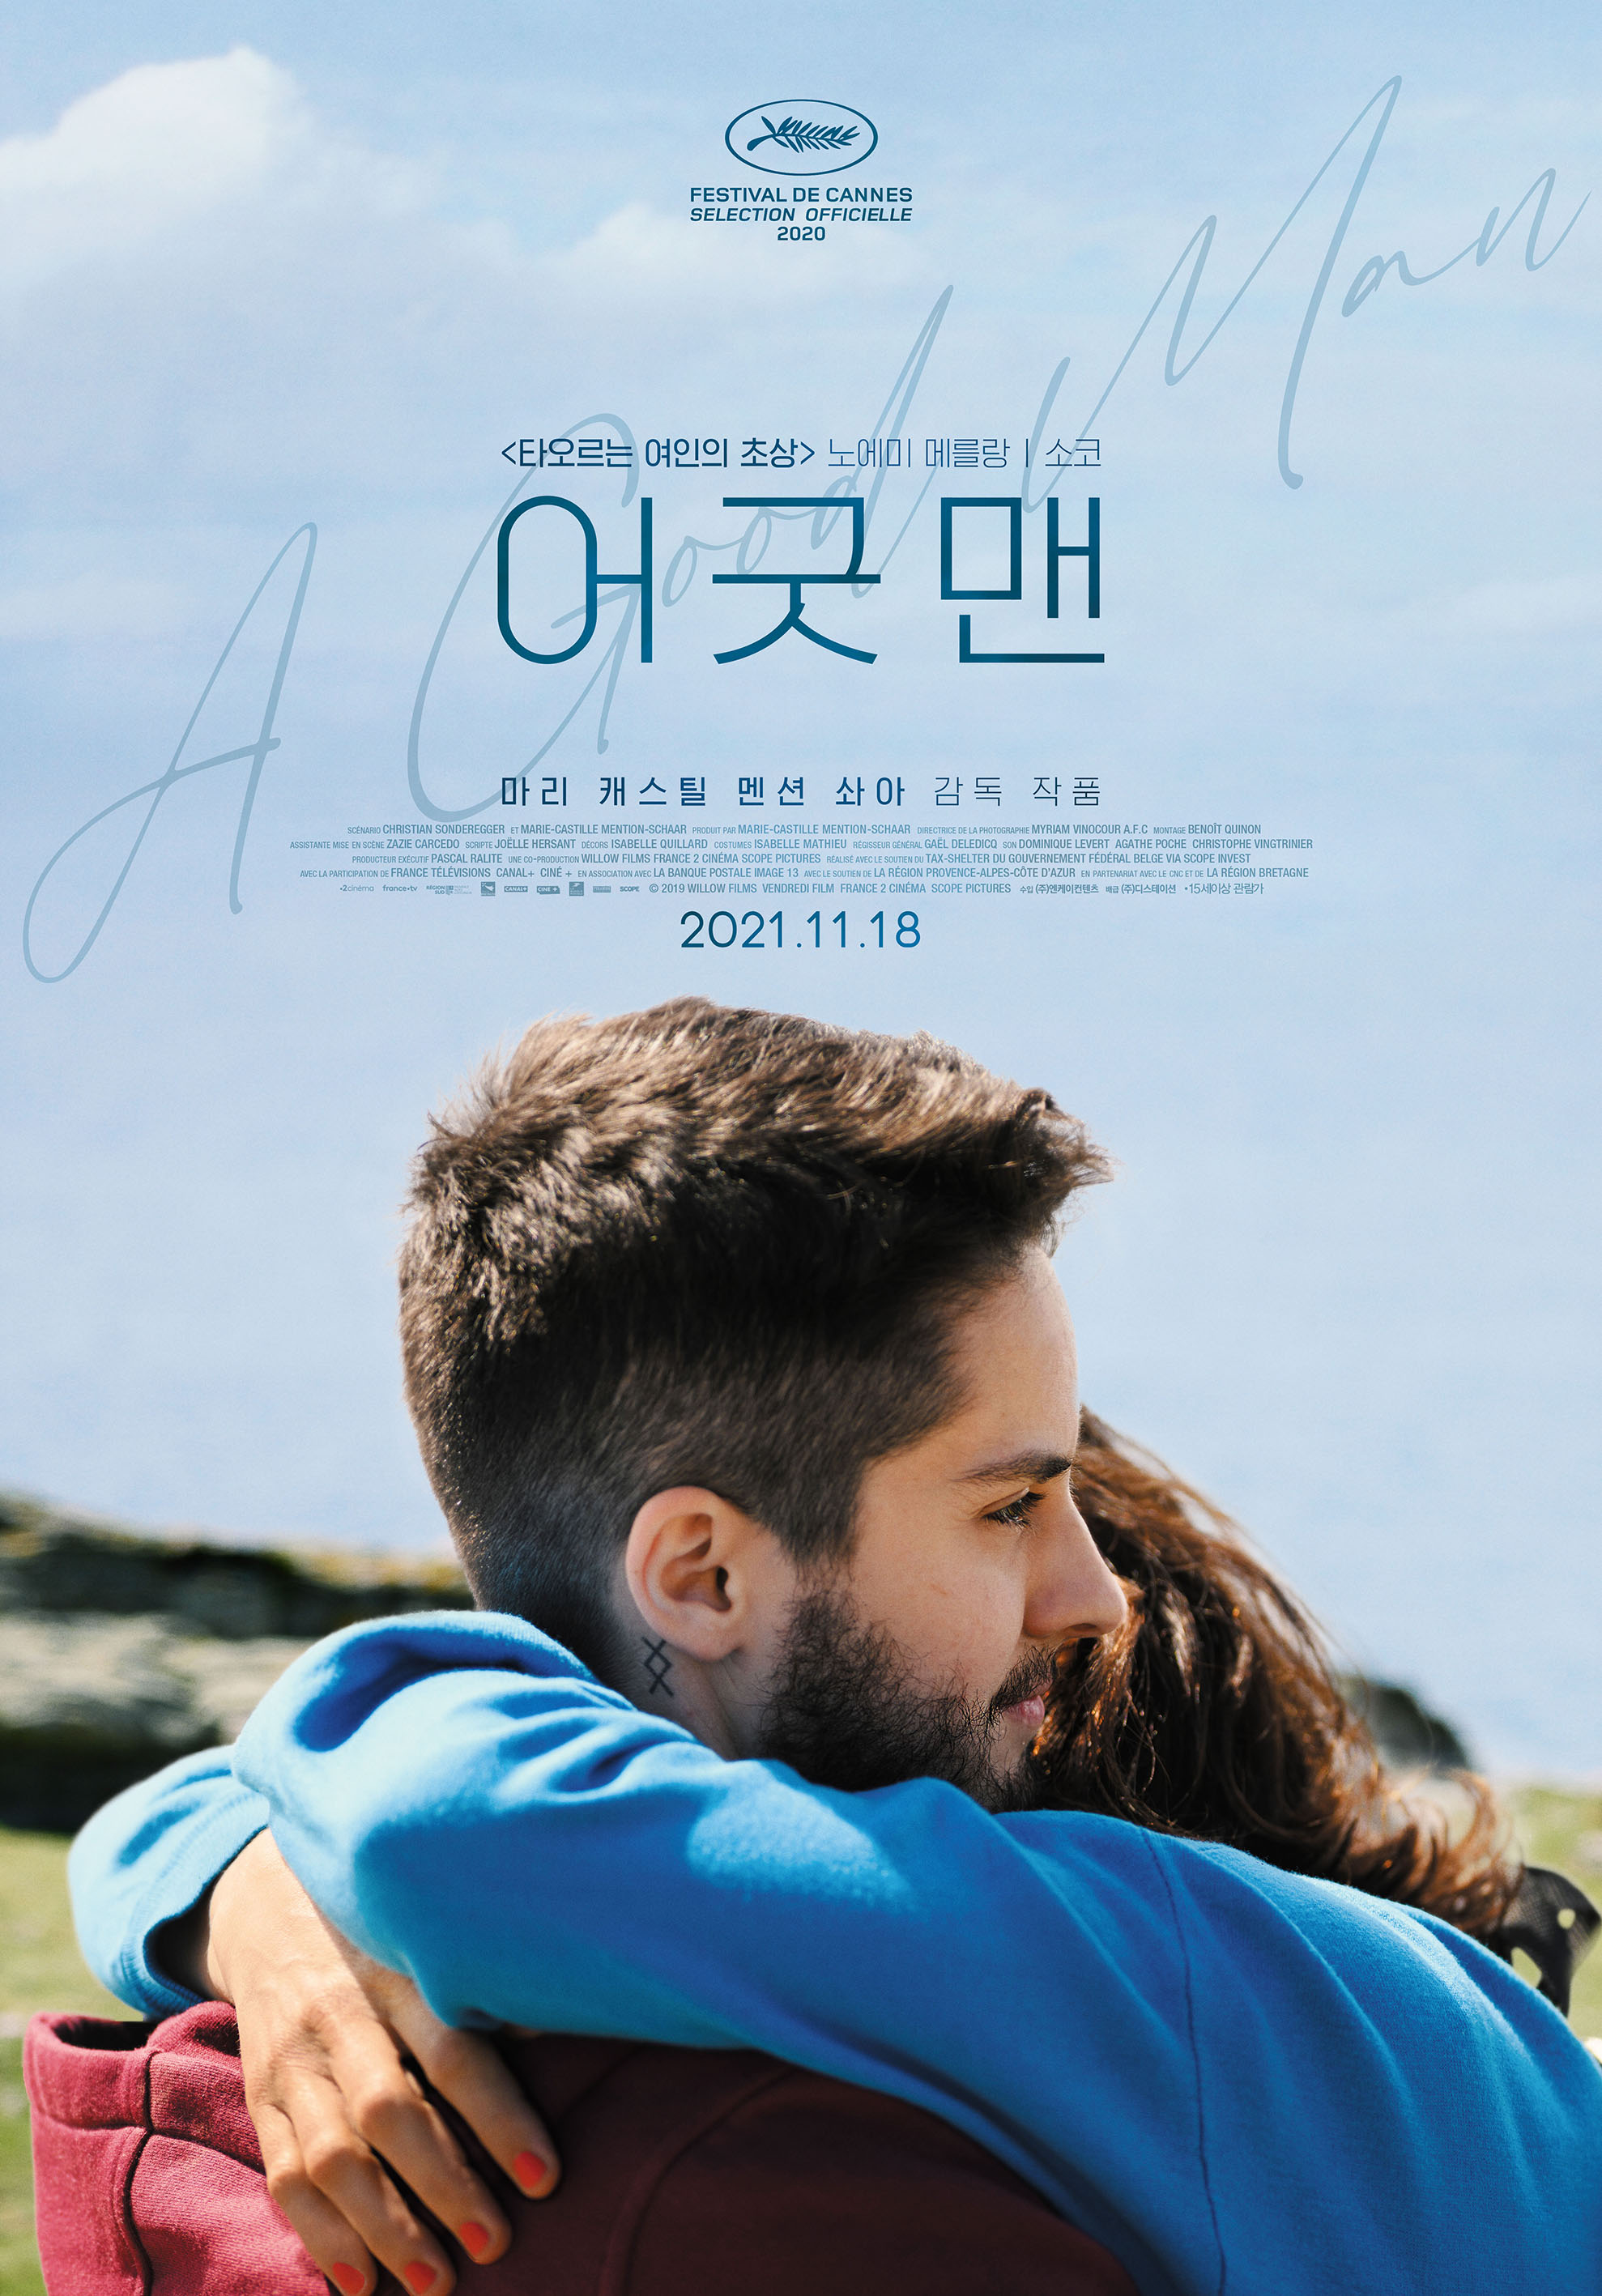 FESTIVAL DE CANNES
SELECTION OFFICIELLE
2020
A Good Man
<타오르는 여인의 초상> 노에미 메를랑 | 소코
어 굿 맨
마리 캐스틸 멘션 솨아 감독 작품
SCÉNARIO CHRISTIAN SONDEREGGER ET MARIE-CASTILLE MENTION-SCHAAR PRODUIT PAR MARIE-CASTILLE MENTION-SCHAAR DIRECTRICE DE LA PHOTOGRAPHIE MYRIAM VINOCOUR A.F.C MONTAGE BENOÎT QUINON
ASSISTANTE MISE EN SCÈNE ZAZIE CARCEDO SCRIPTE JOËLLE HERSANT DÉCORS ISABELLE QUILLARD COSTUMES ISABELLE MATHIEU RÉGISSEUR GÉNÉRAL GAËL DELEDICQ SON DOMINIQUE LEVERT AGATHE POCHE CHRISTOPHE VINGTRINIER
PRODUCTEUR EXÉCUTIF PASCAL RALITE UNE CO-PRODUCTION WILLOW FILMS FRANCE 2 CINÉMA SCOPE PICTURES RÉALISÉ AVEC LE SOUTIEN DU TAX-SHELTER DU GOUVERNEMENT FÉDÉRAL BELGE VIA SCOPE INVEST
AVEC LA PARTICIPATION DE FRANCE TÉLÉVISIONS CANAL+ CINÉ + EN ASSOCIATION AVEC LA BANQUE POSTALE IMAGE 13 AVEC LE SOUTIEN DE LA RÉGION PROVENCE-ALPES-CÔTE D'AZUR EN PARTENARIAT AVEC LE CNC ET DE LA RÉGION BRETAGNE
•2cinéma france•tv RÉGION SUD CANAL+ CINÉ+ SCOPE © 2019 WILLOW FILMS VENDREDI FILM FRANCE 2 CINÉMA SCOPE PICTURES 수입 (주)엔케이컨텐츠 배급 (주)디스테이션 •15세이상 관람가
2021.11.18